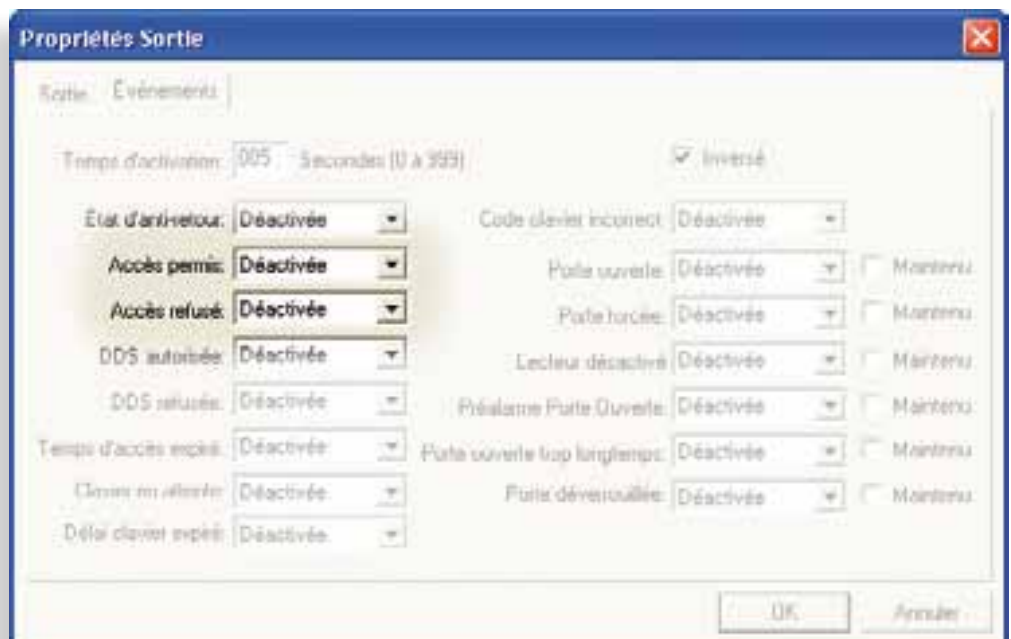 Propriétés Sortie
Sortie Événements
Temps d'activation: 005 Secondes (0 à 999) Inversé
État d'anti-retour: Déactivée
Code clavier incorrect: Déactivée
Accès permis: Déactivée
Porte ouverte: Déactivée Maintenu
Accès refusé: Déactivée
Porte forcée: Déactivée Maintenu
DDS autorisée: Déactivée
Lecteur désactivé Déactivée Maintenu
DDS refusée: Déactivée
Préalarme Porte Ouverte: Déactivée Maintenu
Temps d'accès expiré: Déactivée
Porte ouverte trop longtemps: Déactivée Maintenu
Clavier en attente: Déactivée
Porte déverrouillée: Déactivée Maintenu
Délai clavier expiré: Déactivée
OK Annuler